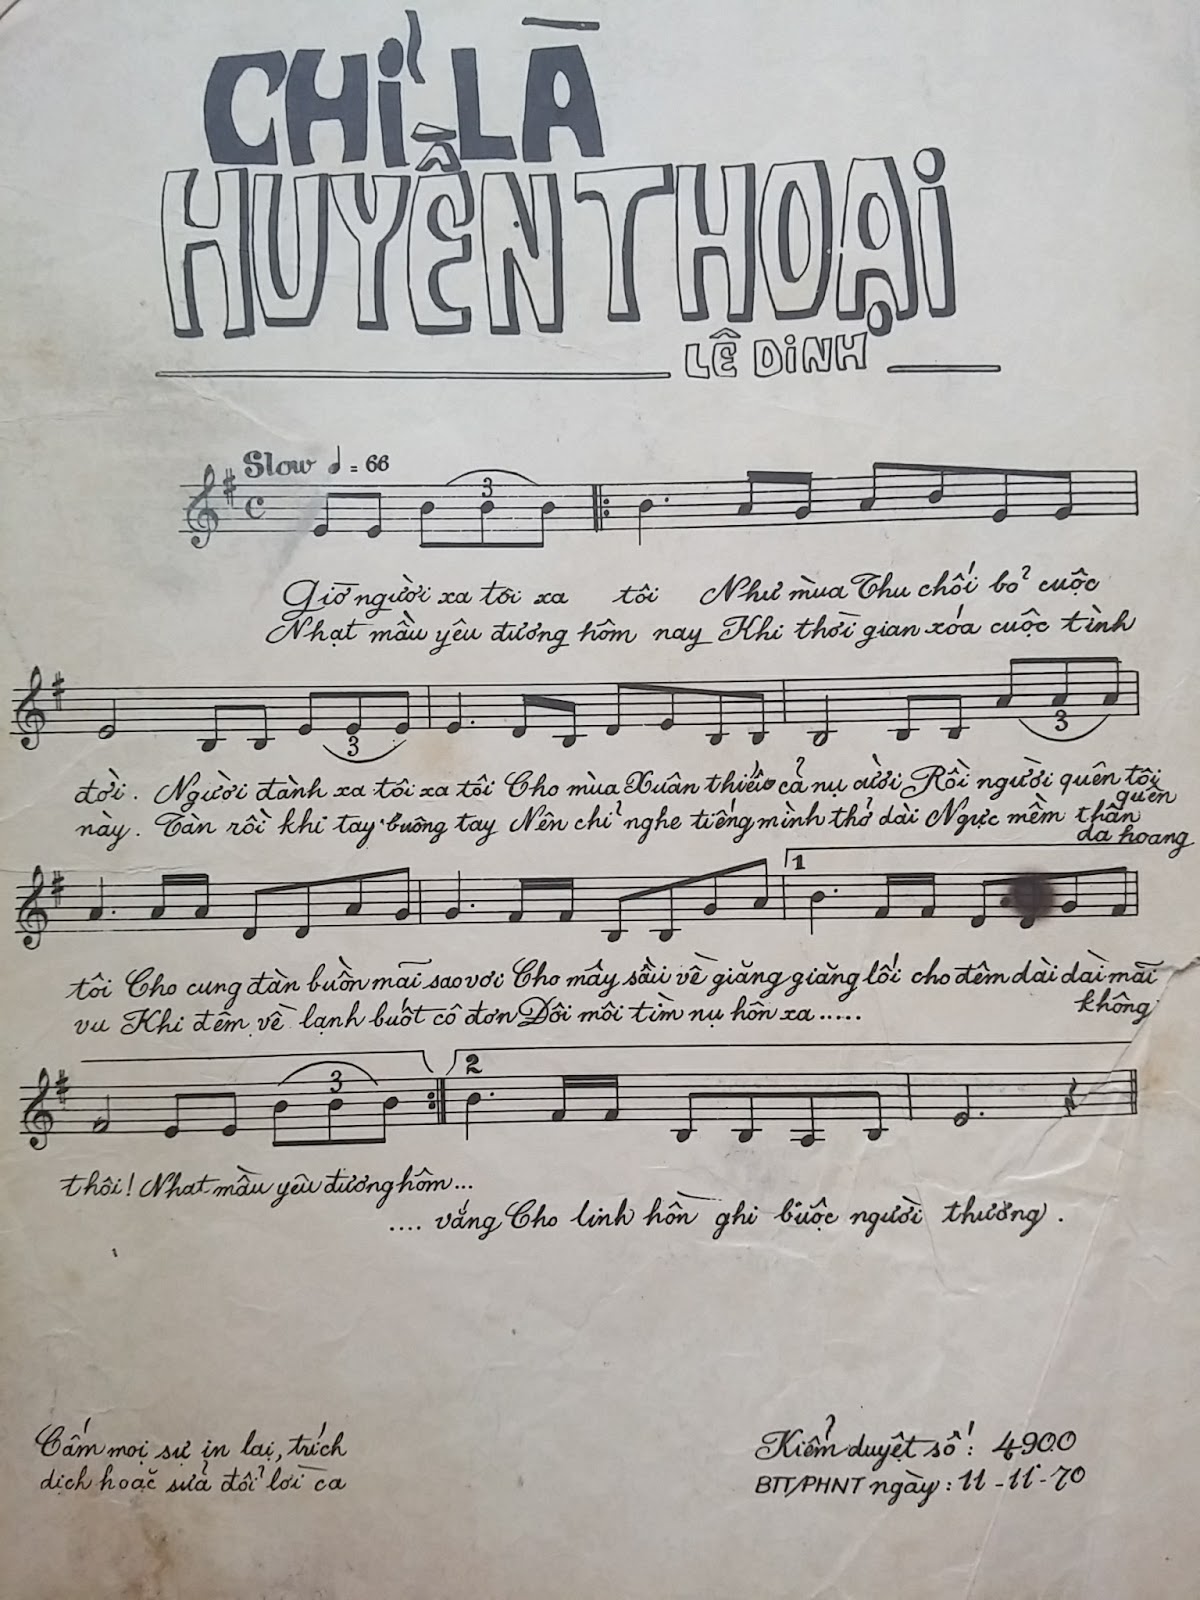 CHỈ LÀ
HUYỀN THOẠI
LÊ DINH
Slow ♩ = 66
3
Giờ người xa tôi xa tôi Như mùa Thu chối bỏ cuộc
Nhạt mầu yêu đương hôm nay Khi thời gian xóa cuộc tình
3
3
đời. Người đành xa tôi xa tôi Cho mùa Xuân thiếu cả nụ cười Rồi người quên tôi
quên
này. Tàn rồi khi tay buông tay Nên chỉ nghe tiếng mình thở dài Ngực mềm thân
da hoang
1
tôi Cho cung đàn buồn mãi sao vơi Cho mây sầu về giăng giăng lối cho đêm dài dài mãi
vu Khi đêm về lạnh buốt cô đơn Đôi môi tìm nụ hôn xa.....
không
3
2
thôi! Nhạt mầu yêu đương hôm...
.... vắng Cho linh hồn ghi buộc người thương.
Cấm mọi sự in lại, trích
dịch hoặc sửa đổi lời ca
Kiểm duyệt số: 4900
BTT/PHNT ngày: 11-11-70